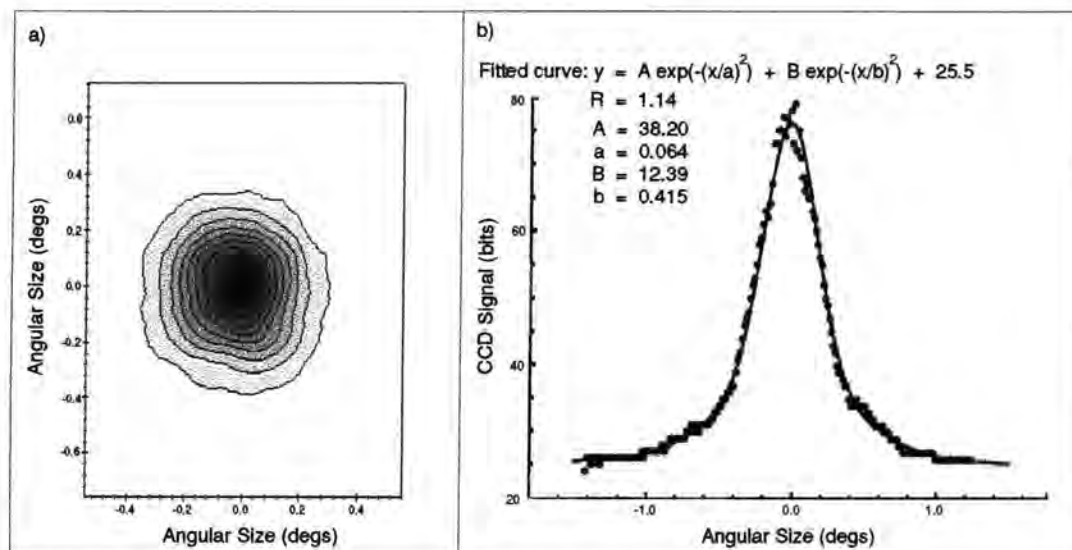 a)
0.6
0.4
0.2
0.0
-0.2
-0.4
-0.6
Angular Size (degs)
-0.4 -0.2 0.0 0.2 0.4
Angular Size (degs)
b)
Fitted curve: y = A exp(-(x/a)²) + B exp(-(x/b)²) + 25.5
R = 1.14
A = 38.20
a = 0.064
B = 12.39
b = 0.415
80
60
40
20
CCD Signal (bits)
-1.0 0.0 1.0
Angular Size (degs)